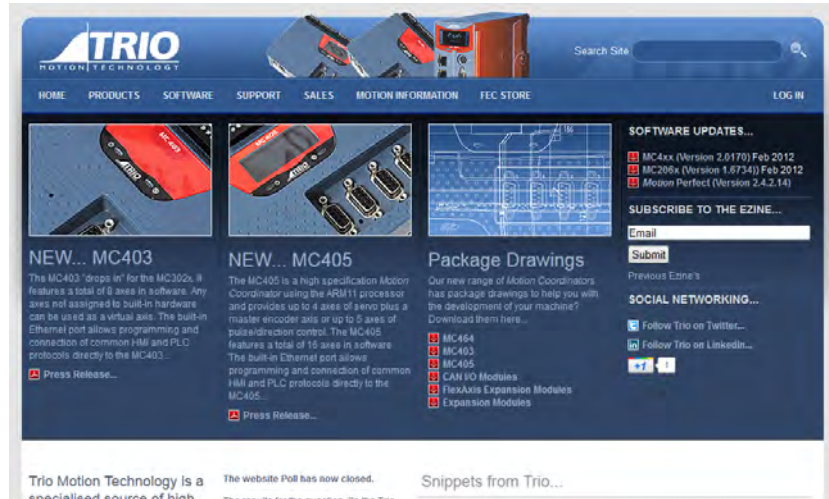 TRIO
MOTION TECHNOLOGY
Search Site
HOME PRODUCTS SOFTWARE SUPPORT SALES MOTION INFORMATION FEC STORE LOG IN
NEW... MC403
The MC403 "drops in" for the MC302x. It
features a total of 8 axes in software. Any
axes not assigned to built-in hardware
can be used as a virtual axis. The built-in
Ethernet port allows programming and
connection of common HMI and PLC
protocols directly to the MC403...
Press Release...
NEW... MC405
The MC405 is a high specification Motion
Coordinator using the ARM11 processor
and provides up to 4 axes of servo plus a
master encoder axis or up to 5 axes of
pulse/direction control. The MC405
features a total of 16 axes in software.
The built-in Ethernet port allows
programming and connection of common
HMI and PLC protocols directly to the
MC405...
Press Release...
Package Drawings
Our new range of Motion Coordinators
has package drawings to help you with
the development of your machine?
Download them here...
MC464
MC403
MC405
CAN I/O Modules
FlexAxis Expansion Modules
Expansion Modules
SOFTWARE UPDATES...
MC4xx (Version 2.0170) Feb 2012
MC206x (Version 1.6734)) Feb 2012
Motion Perfect (Version 2.4.2.14)
SUBSCRIBE TO THE EZINE...
Email
Submit
Previous Ezine's
SOCIAL NETWORKING...
Follow Trio on Twitter...
Follow Trio on LinkedIn...
+1
Trio Motion Technology is a
specialised source of high
The website Poll has now closed.
Snippets from Trio...